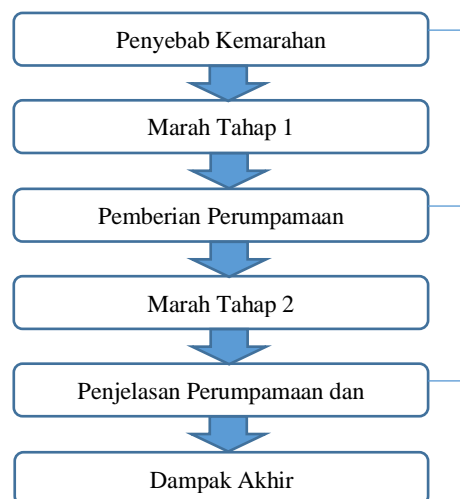 Penyebab Kemarahan
Marah Tahap 1
Pemberian Perumpamaan
Marah Tahap 2
Penjelasan Perumpamaan dan
Dampak Akhir